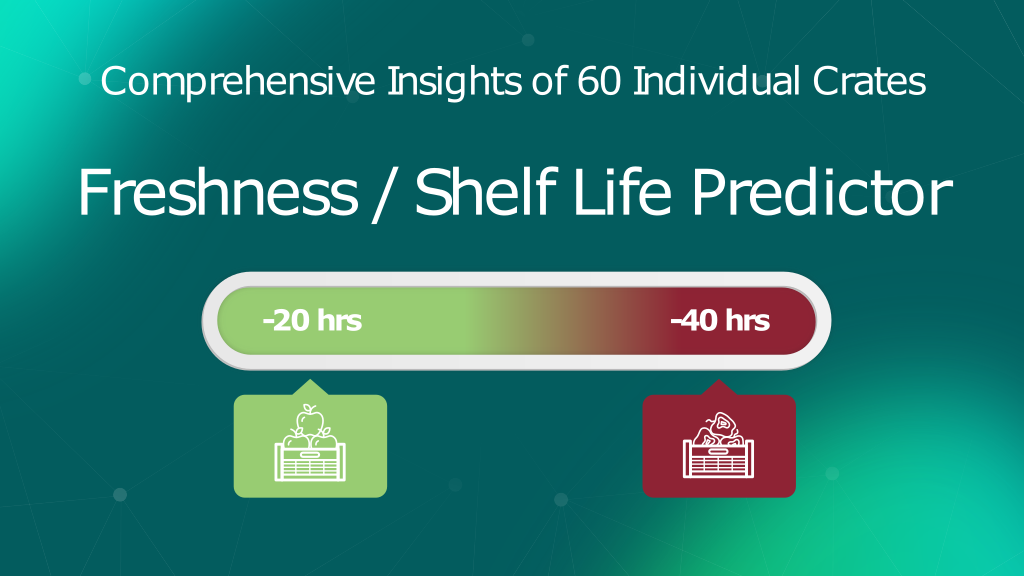 Comprehensive Insights of 60 Individual Crates
Freshness / Shelf Life Predictor
-20 hrs
-40 hrs